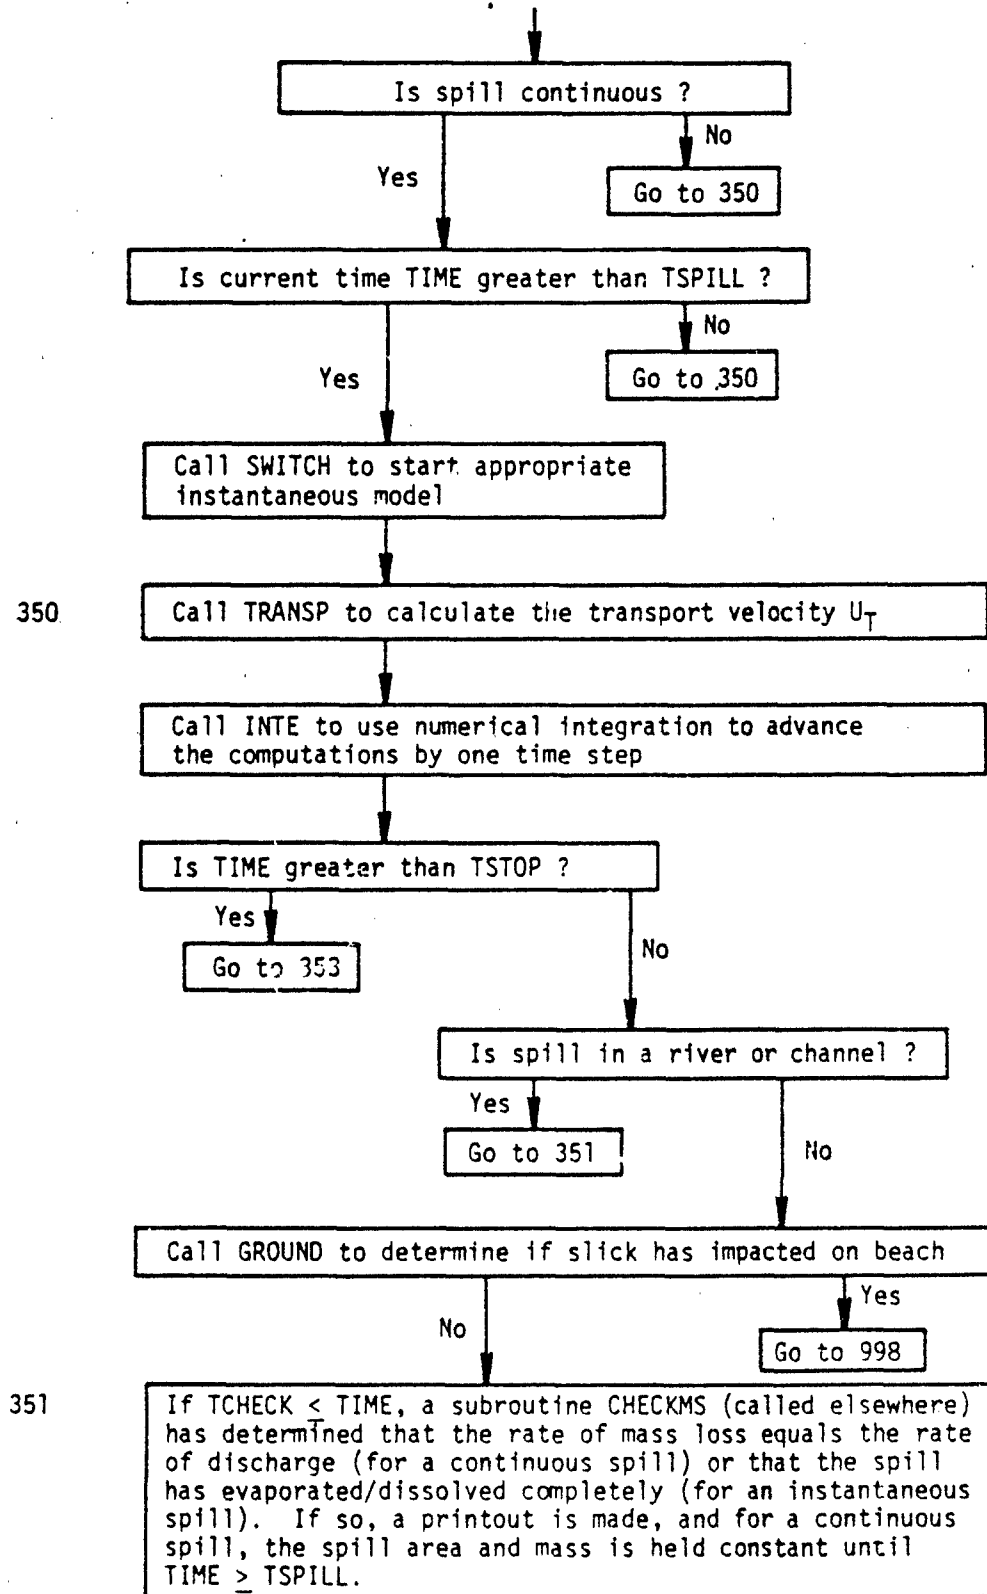 Is spill continuous ?
No
Yes
Go to 350
Is current time TIME greater than TSPILL ?
No
Yes
Go to 350
Call SWITCH to start appropriate
instantaneous model
350
Call TRANSP to calculate the transport velocity U_T
Call INTE to use numerical integration to advance
the computations by one time step
Is TIME greater than TSTOP ?
Yes
Go to 353
No
Is spill in a river or channel ?
Yes
Go to 351
No
Call GROUND to determine if slick has impacted on beach
Yes
No
Go to 998
351
If TCHECK ≤ TIME, a subroutine CHECKMS (called elsewhere)
has determined that the rate of mass loss equals the rate
of discharge (for a continuous spill) or that the spill
has evaporated/dissolved completely (for an instantaneous
spill). If so, a printout is made, and for a continuous
spill, the spill area and mass is held constant until
TIME ≥ TSPILL.